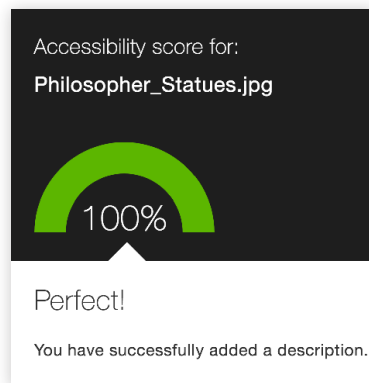 Accessibility score for:
Philosopher_Statues.jpg
100%
Perfect!
You have successfully added a description.